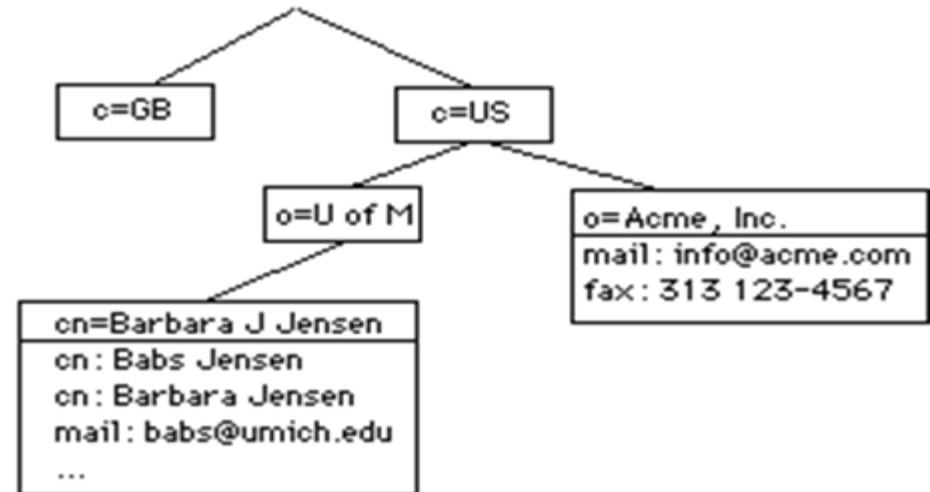 c=GB
c=US
o=U of M
o=Acme, Inc.
mail: info@acme.com
fax: 313 123-4567
cn=Barbara J Jensen
cn: Babs Jensen
cn: Barbara Jensen
mail: babs@umich.edu
...